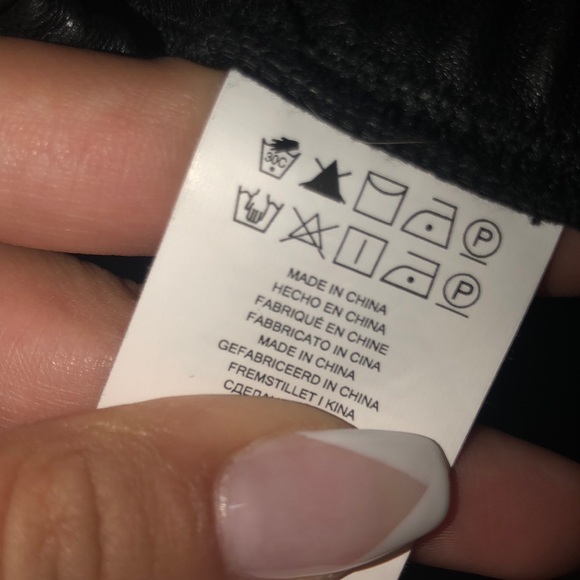 30C
P
P
MADE IN CHINA
HECHO EN CHINA
FABRIQUÉ EN CHINE
FABBRICATO IN CINA
MADE IN CHINA
GEFABRICEERD IN CHINA
FREMSTILLET I KINA